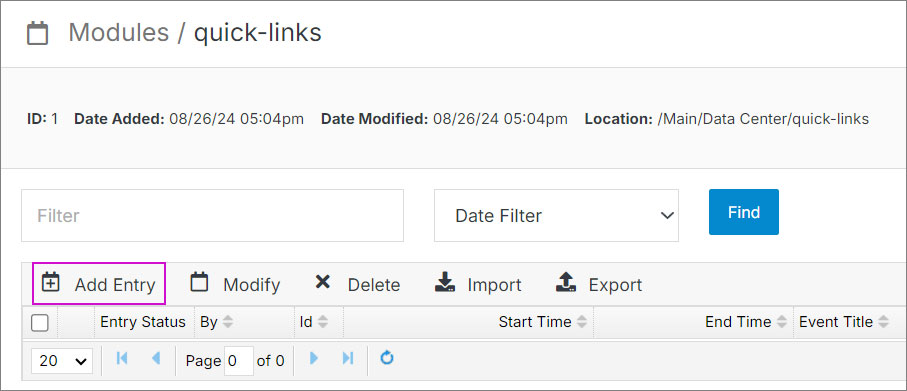 Modules / quick-links
ID: 1 Date Added: 08/26/24 05:04pm Date Modified: 08/26/24 05:04pm Location: /Main/Data Center/quick-links
Filter Date Filter Find
Add Entry Modify Delete Import Export
Entry Status By Id Start Time End Time Event Title
20 Page 0 of 0